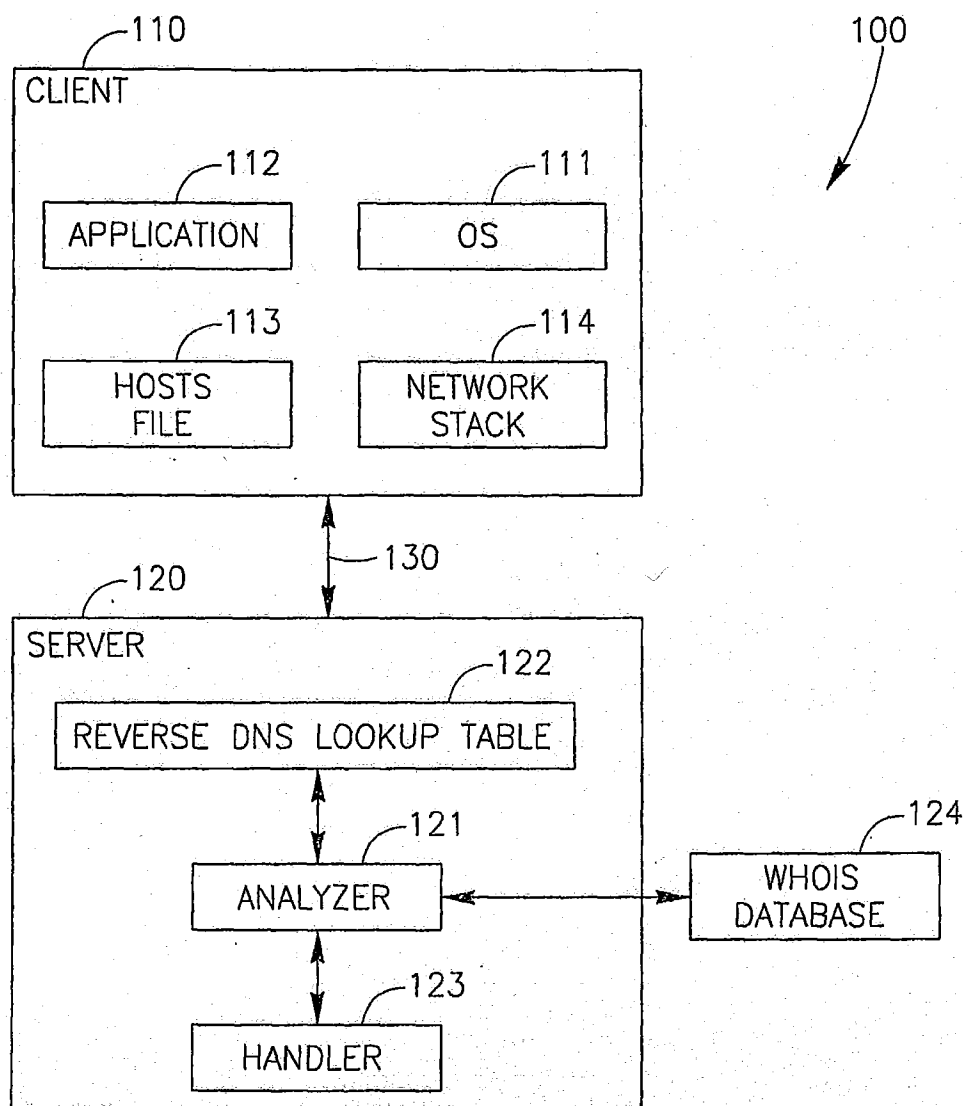 110
100
CLIENT
112
111
APPLICATION
OS
113
114
HOSTS
FILE
NETWORK
STACK
130
120
SERVER
122
REVERSE DNS LOOKUP TABLE
121
124
ANALYZER
WHOIS
DATABASE
123
HANDLER